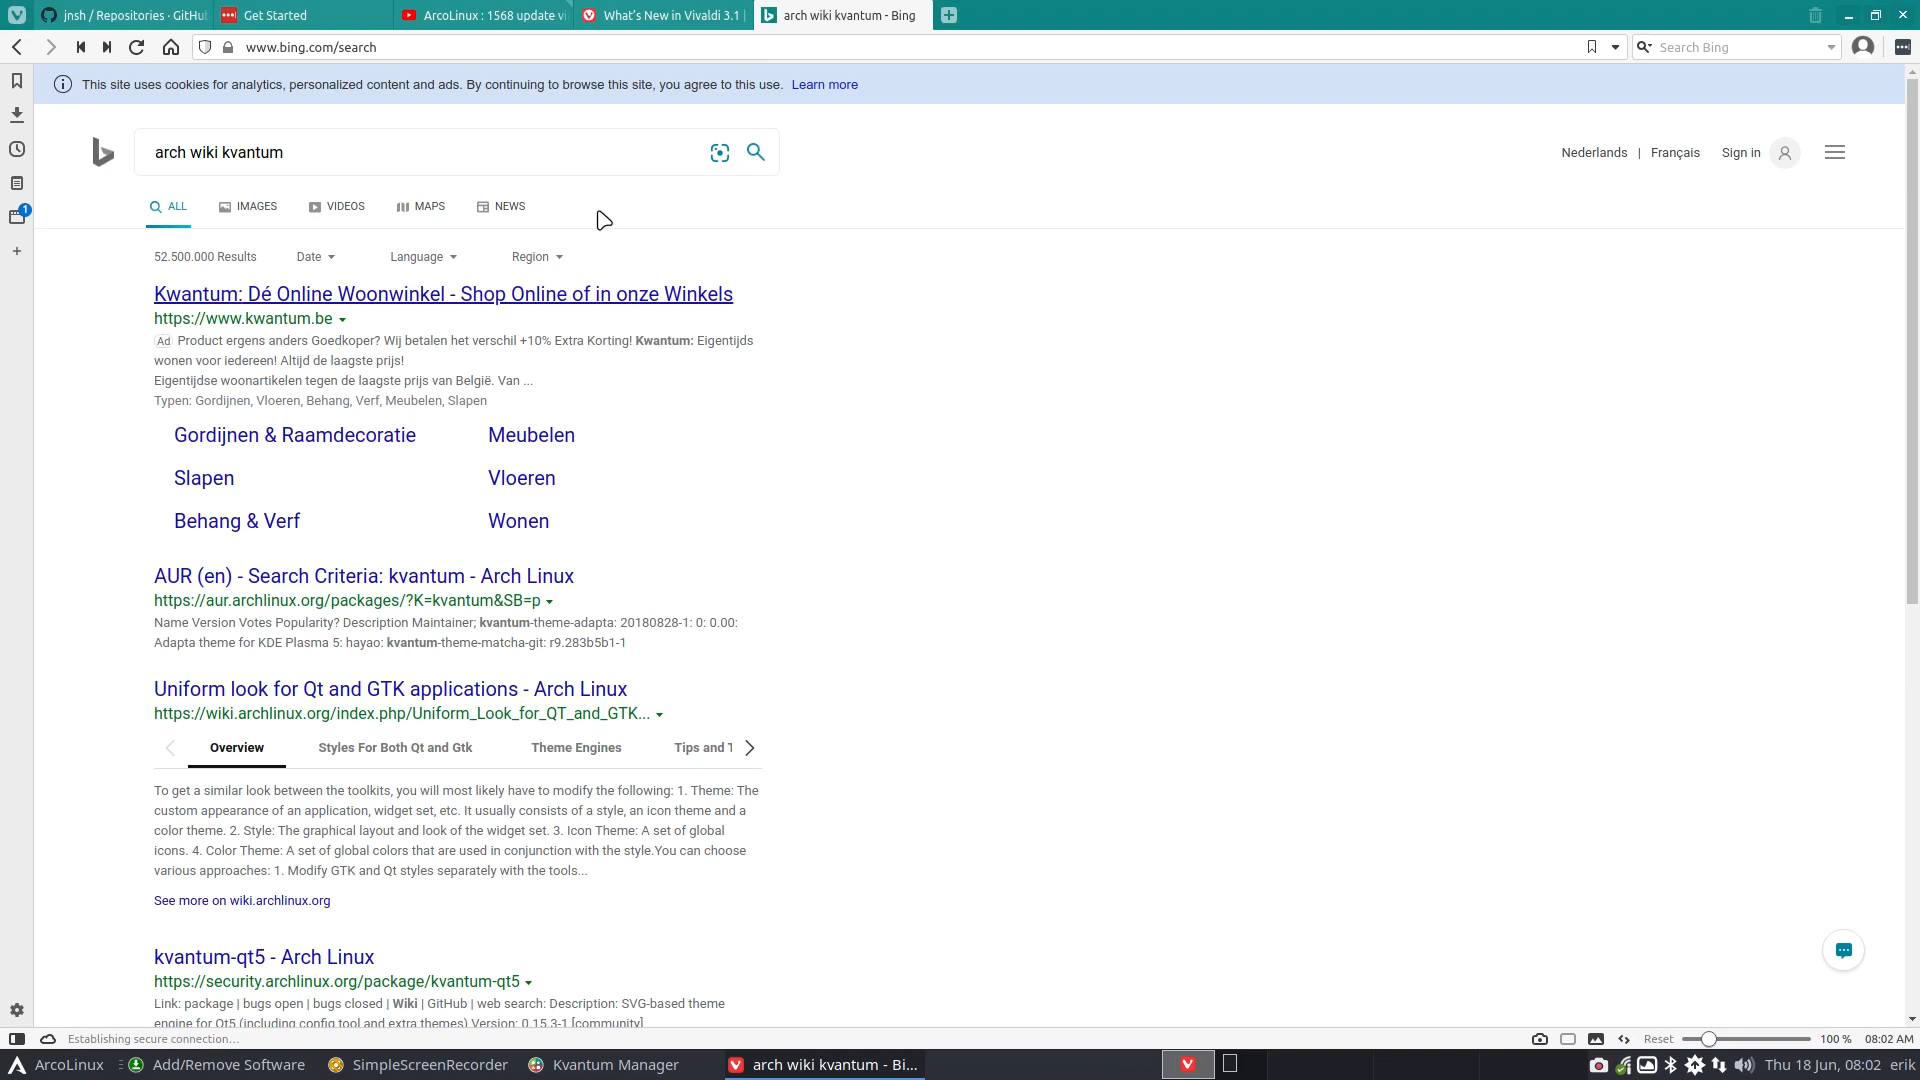 jnsh / Repositories · GitHu
Get Started
ArcoLinux : 1568 update vi
What's New in Vivaldi 3.1 |
arch wiki kvantum - Bing
www.bing.com/search
Search Bing
This site uses cookies for analytics, personalized content and ads. By continuing to browse this site, you agree to this use. Learn more
arch wiki kvantum
Nederlands | Français Sign in
ALL IMAGES VIDEOS MAPS NEWS
1
52.500.000 Results Date Language Region
Kwantum: Dé Online Woonwinkel - Shop Online of in onze Winkels
https://www.kwantum.be
Ad Product ergens anders Goedkoper? Wij betalen het verschil +10% Extra Korting! Kwantum: Eigentijds
wonen voor iedereen! Altijd de laagste prijs!
Eigentijdse woonartikelen tegen de laagste prijs van België. Van ...
Typen: Gordijnen, Vloeren, Behang, Verf, Meubelen, Slapen
Gordijnen & Raamdecoratie Meubelen
Slapen Vloeren
Behang & Verf Wonen
AUR (en) - Search Criteria: kvantum - Arch Linux
https://aur.archlinux.org/packages/?K=kvantum&SB=p
Name Version Votes Popularity? Description Maintainer; kvantum-theme-adapta: 20180828-1: 0: 0.00:
Adapta theme for KDE Plasma 5: hayao: kvantum-theme-matcha-git: r9.283b5b1-1
Uniform look for Qt and GTK applications - Arch Linux
https://wiki.archlinux.org/index.php/Uniform_Look_for_QT_and_GTK...
Overview Styles For Both Qt and Gtk Theme Engines Tips and T
To get a similar look between the toolkits, you will most likely have to modify the following: 1. Theme: The
custom appearance of an application, widget set, etc. It usually consists of a style, an icon theme and a
color theme. 2. Style: The graphical layout and look of the widget set. 3. Icon Theme: A set of global
icons. 4. Color Theme: A set of global colors that are used in conjunction with the style.You can choose
various approaches: 1. Modify GTK and Qt styles separately with the tools...
See more on wiki.archlinux.org
kvantum-qt5 - Arch Linux
https://security.archlinux.org/package/kvantum-qt5
Link: package | bugs open | bugs closed | Wiki | GitHub | web search: Description: SVG-based theme
engine for Qt5 (including config tool and extra themes) Version: 0.15.3-1 [community]
Establishing secure connection...
Reset 100 % 08:02 AM
ArcoLinux Add/Remove Software SimpleScreenRecorder Kvantum Manager arch wiki kvantum - Bi...
Thu 18 Jun, 08:02 erik